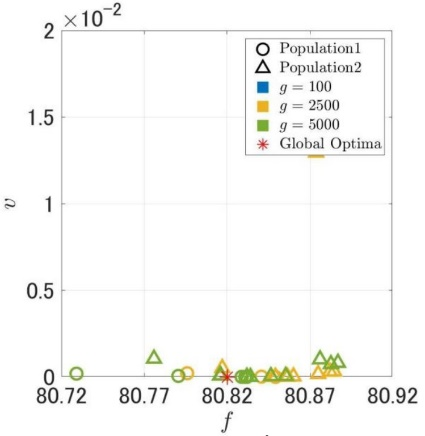 ×10⁻²
2
1.5
1
0.5
0
v
Population1
Population2
g = 100
g = 2500
g = 5000
Global Optima
80.72 80.77 80.82 80.87 80.92
f